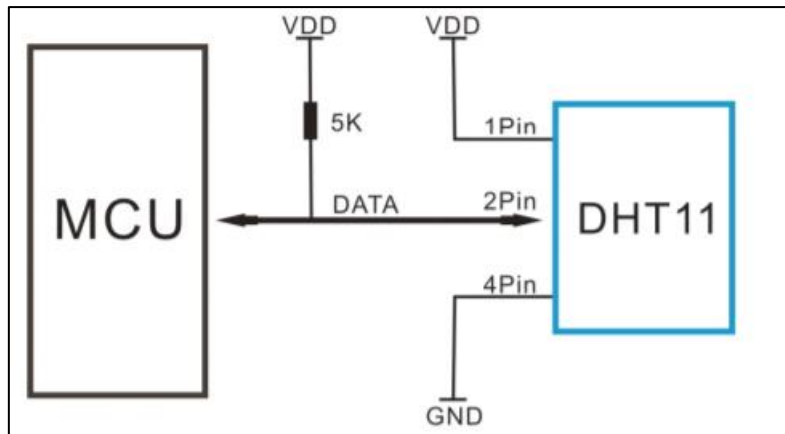 VDD
VDD
5K
1Pin
MCU
DATA
2Pin
DHT11
4Pin
GND